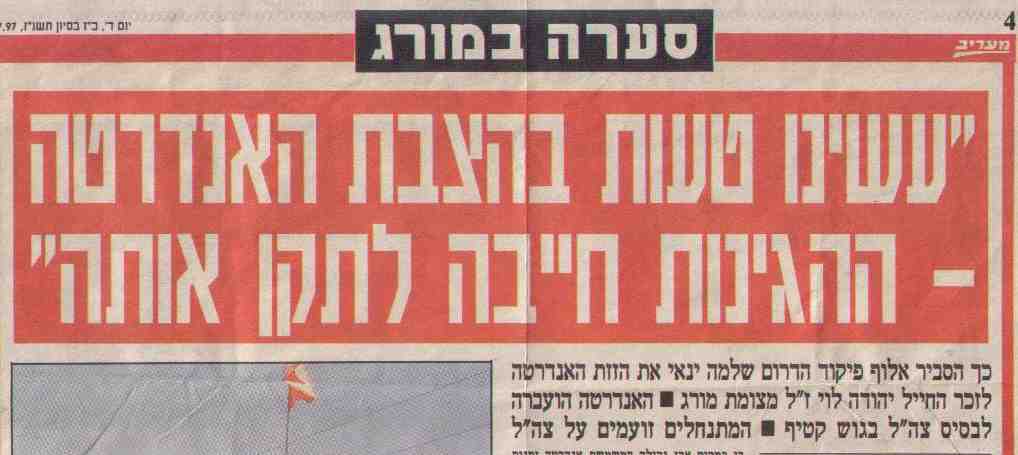 4
מעריב
יום ד', כ"ז בסיון תשנ"ז,
סערה במורג
"עשינו טעות בהצבת האנדרטה
- ההגינות חייבה לתקן אותה"
כך הסביר אלוף פיקוד הדרום שלמה ינאי את הזזת האנדרטה
לזכר החייל יהודה לוי ז"ל מצומת מורג ■ האנדרטה הועברה
לבסיס צה"ל בגוש קטיף ■ המתנחלים זועמים על צה"ל